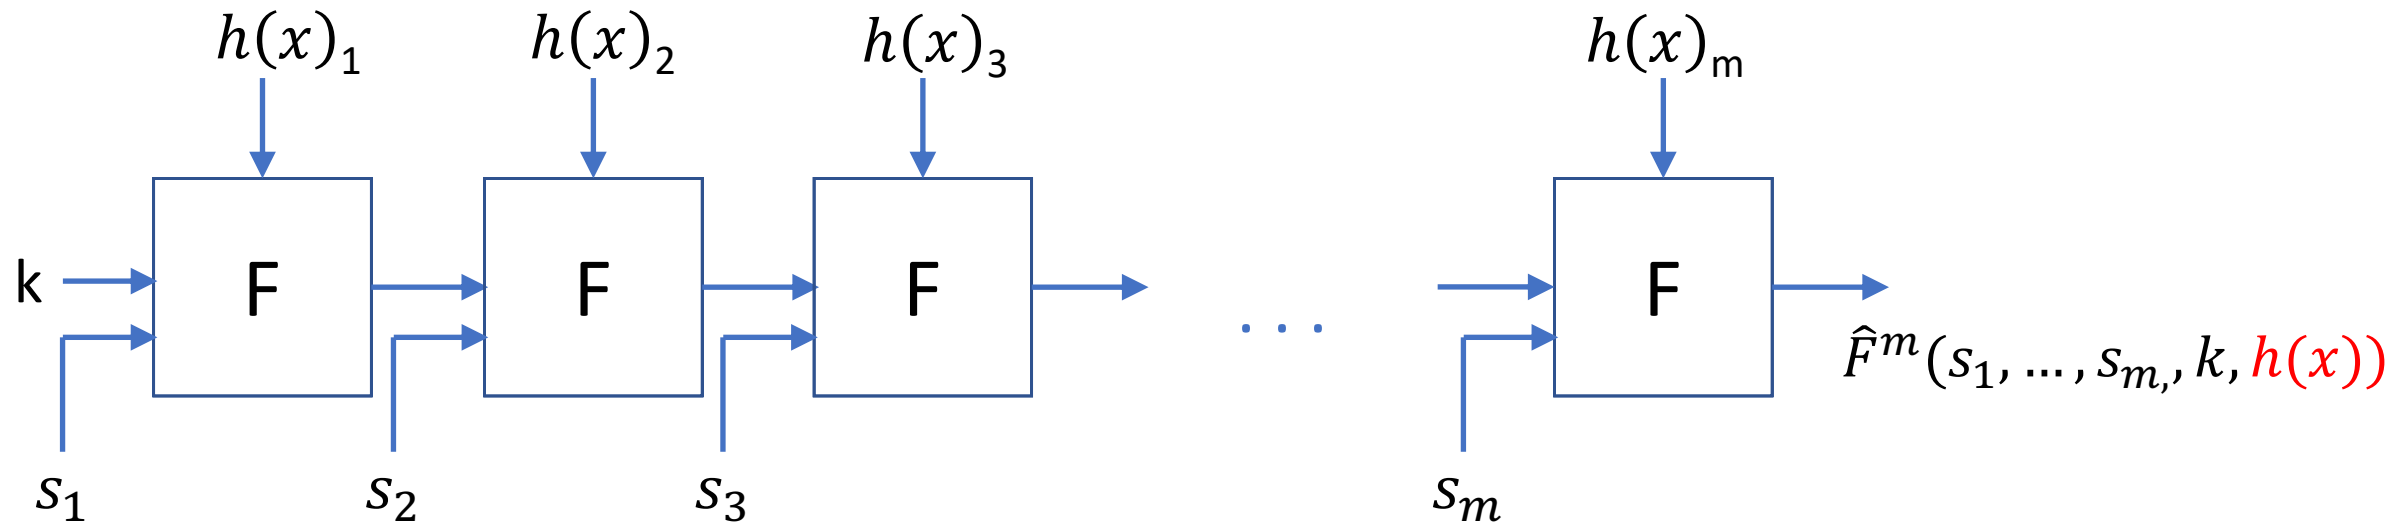 h(x)₁ h(x)₂ h(x)₃ h(x)ₘ
k F F F . . . F
F̂ᵐ(s₁, … , sₘ,, k, h(x))
s₁ s₂ s₃ sₘ